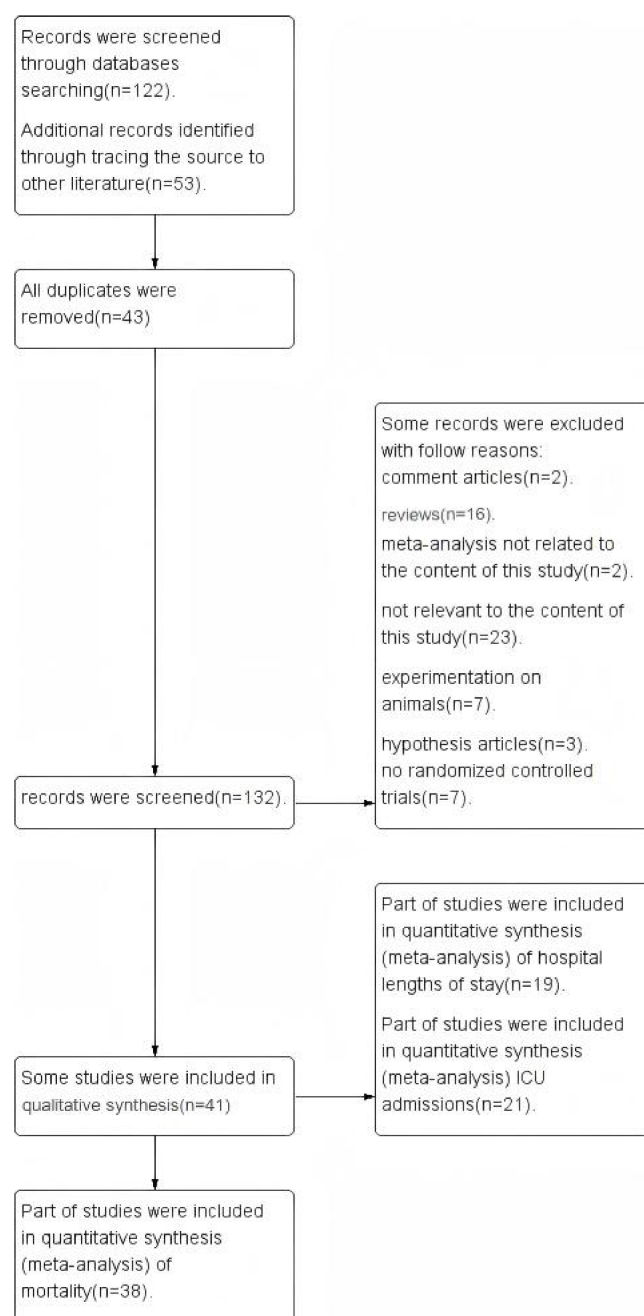 Records were screened
through databases
searching(n=122).
Additional records identified
through tracing the source to
other literature(n=53).
All duplicates were
removed(n=43)
Some records were excluded
with follow reasons:
comment articles(n=2).
reviews(n=16).
meta-analysis not related to
the content of this study(n=2).
not relevant to the content of
this study(n=23).
experimentation on
animals(n=7).
hypothesis articles(n=3).
no randomized controlled
trials(n=7).
records were screened(n=132).
Part of studies were included
in quantitative synthesis
(meta-analysis) of hospital
lengths of stay(n=19).
Part of studies were included
in quantitative synthesis
(meta-analysis) ICU
admissions(n=21).
Some studies were included in
qualitative synthesis(n=41)
Part of studies were included
in quantitative synthesis
(meta-analysis) of
mortality(n=38).